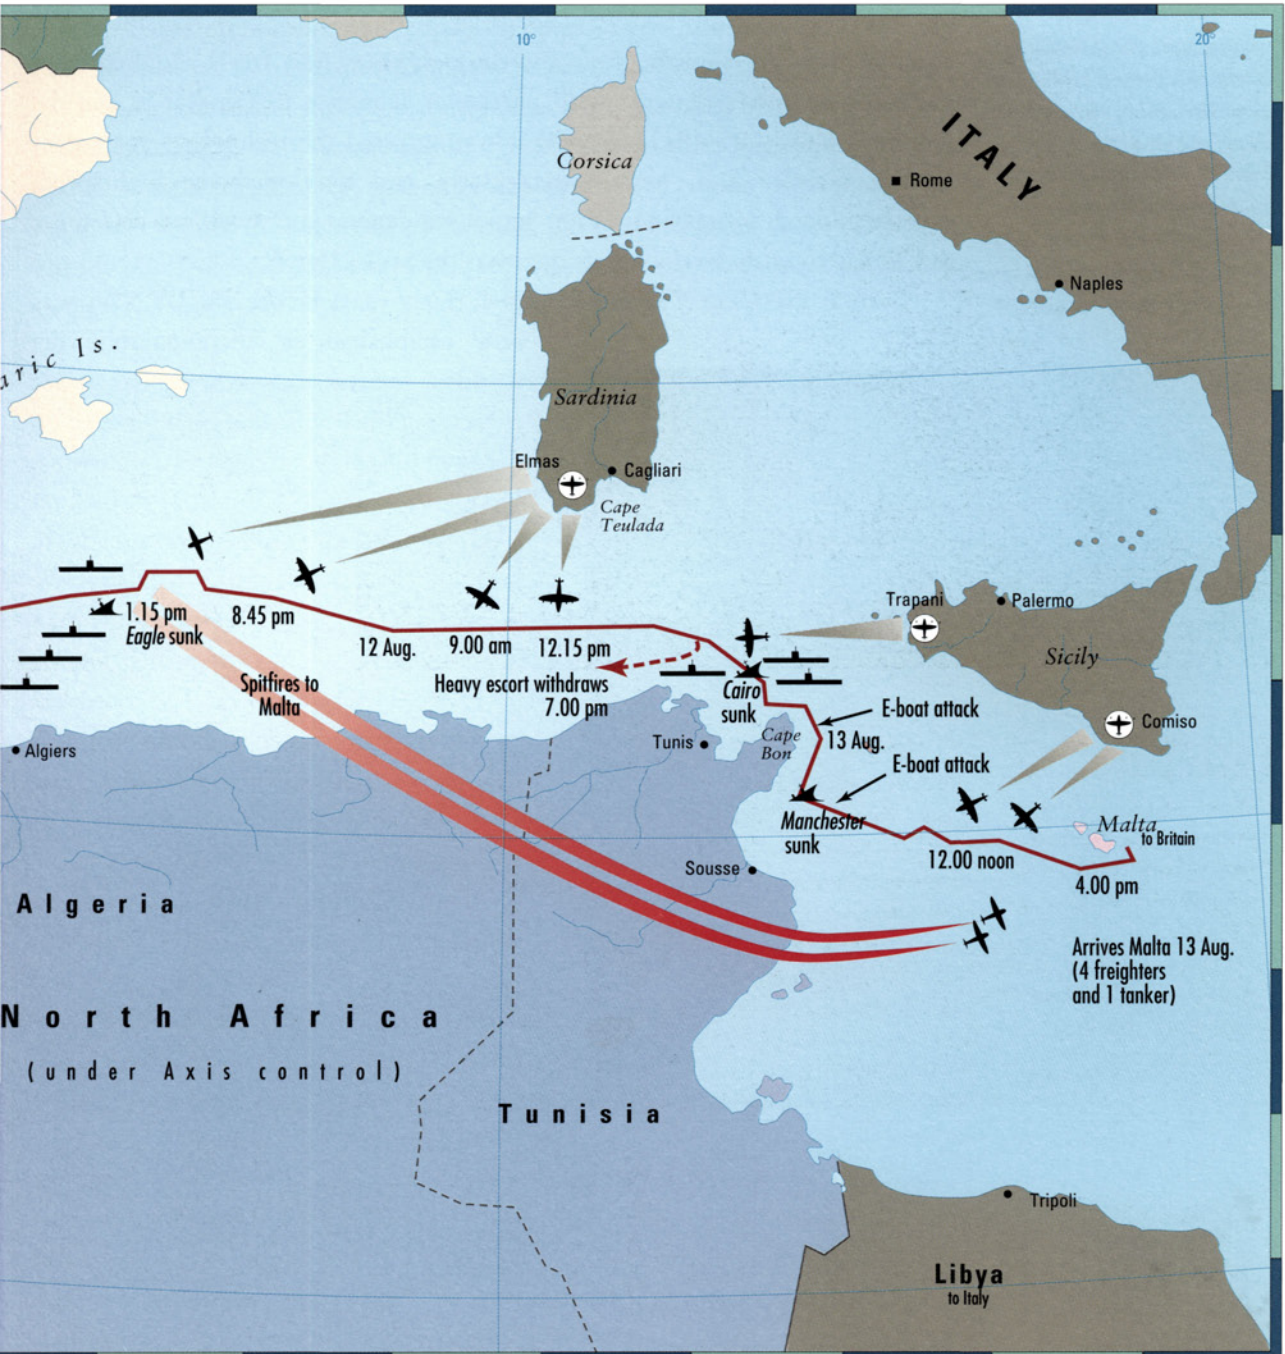 10°
20°
ITALY
Corsica
Rome
Naples
aric Is.
Sardinia
Elmas
Cagliari
Cape
Teulada
Trapani
Palermo
Sicily
Comiso
1.15 pm
Eagle sunk
8.45 pm
12 Aug.
9.00 am
12.15 pm
Heavy escort withdraws
7.00 pm
Spitfires to
Malta
Cairo
sunk
E-boat attack
13 Aug.
E-boat attack
Algiers
Tunis
Cape
Bon
Manchester
sunk
Malta
to Britain
12.00 noon
4.00 pm
Sousse
Algeria
Arrives Malta 13 Aug.
(4 freighters
and 1 tanker)
North Africa
(under Axis control)
Tunisia
Tripoli
Libya
to Italy